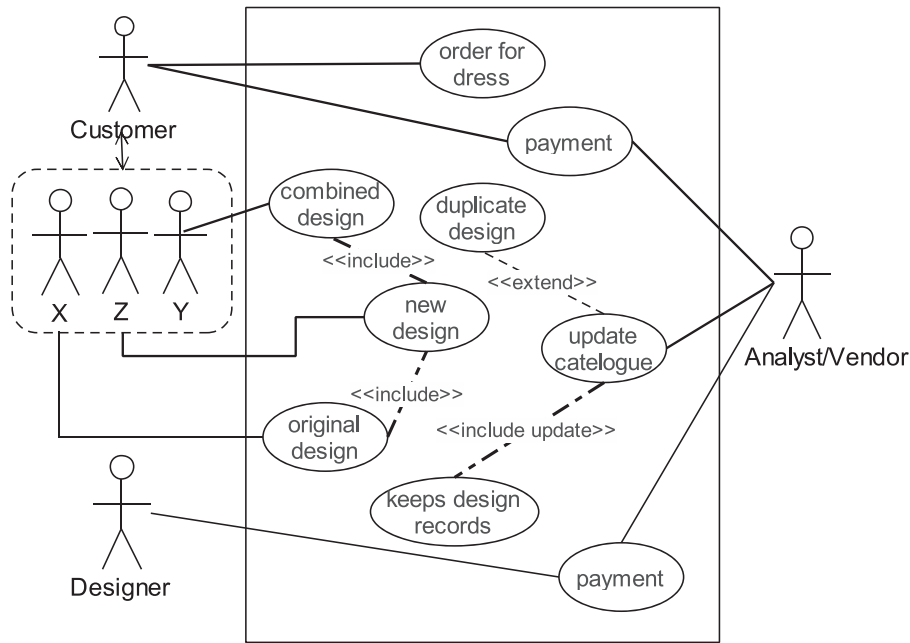 order for
dress
Customer
payment
combined
design
duplicate
design
<<include>>
<<extend>>
X
Z
Y
new
design
update
catelogue
Analyst/Vendor
<<include>>
original
design
<<include update>>
keeps design
records
Designer
payment